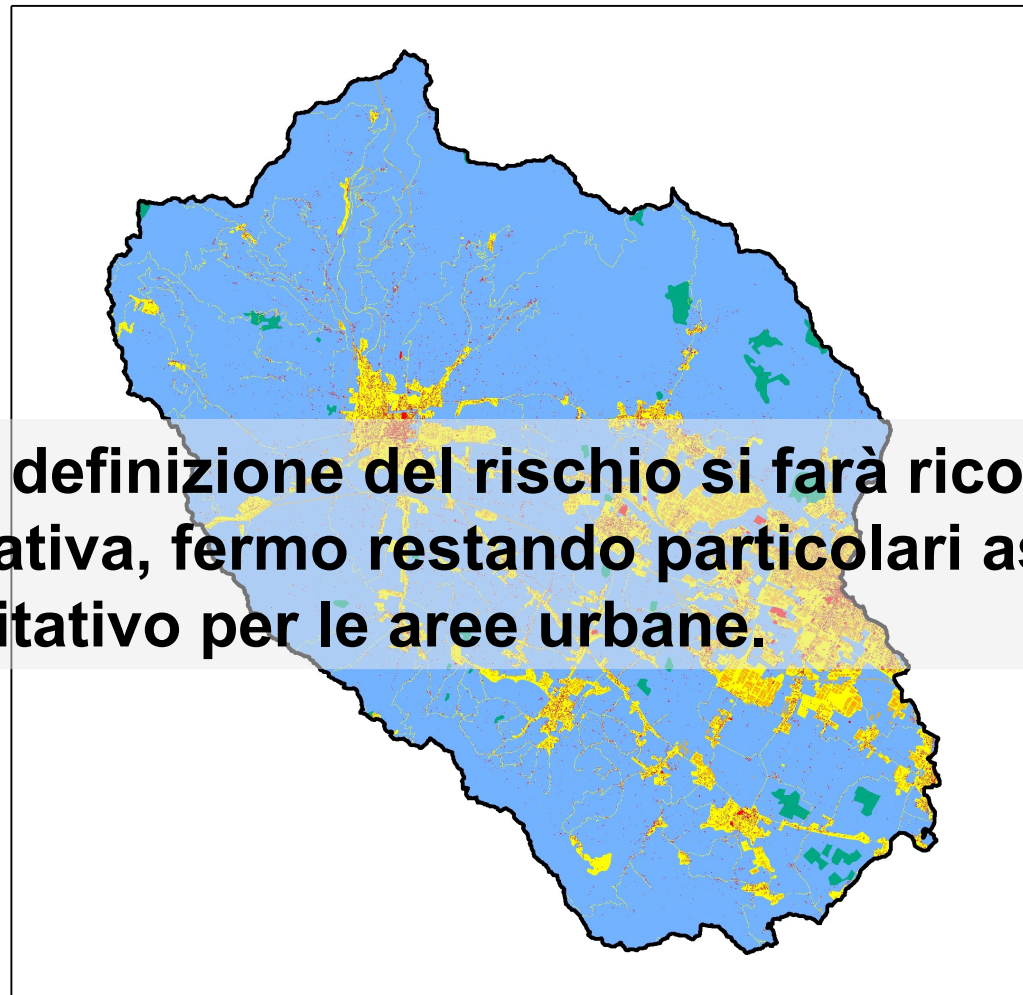 definizione del rischio si farà rico
ativa, fermo restando particolari as
itativo per le aree urbane.